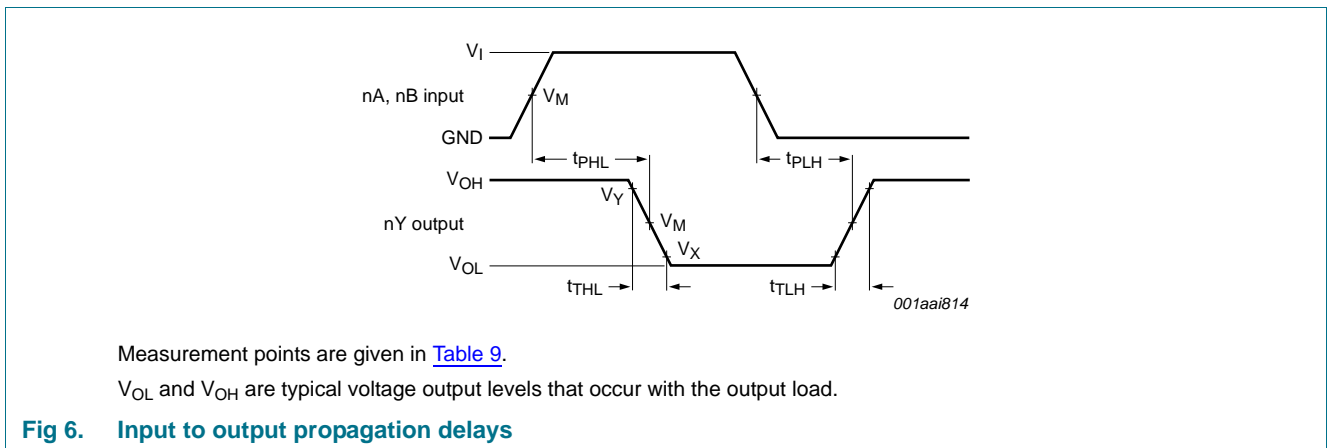 VI
nA, nB input
VM
GND
tPHL
tPLH
VOH
VY
nY output
VM
VX
VOL
tTHL
tTLH
001aai814
Measurement points are given in Table 9.
VOL and VOH are typical voltage output levels that occur with the output load.
Fig 6. Input to output propagation delays